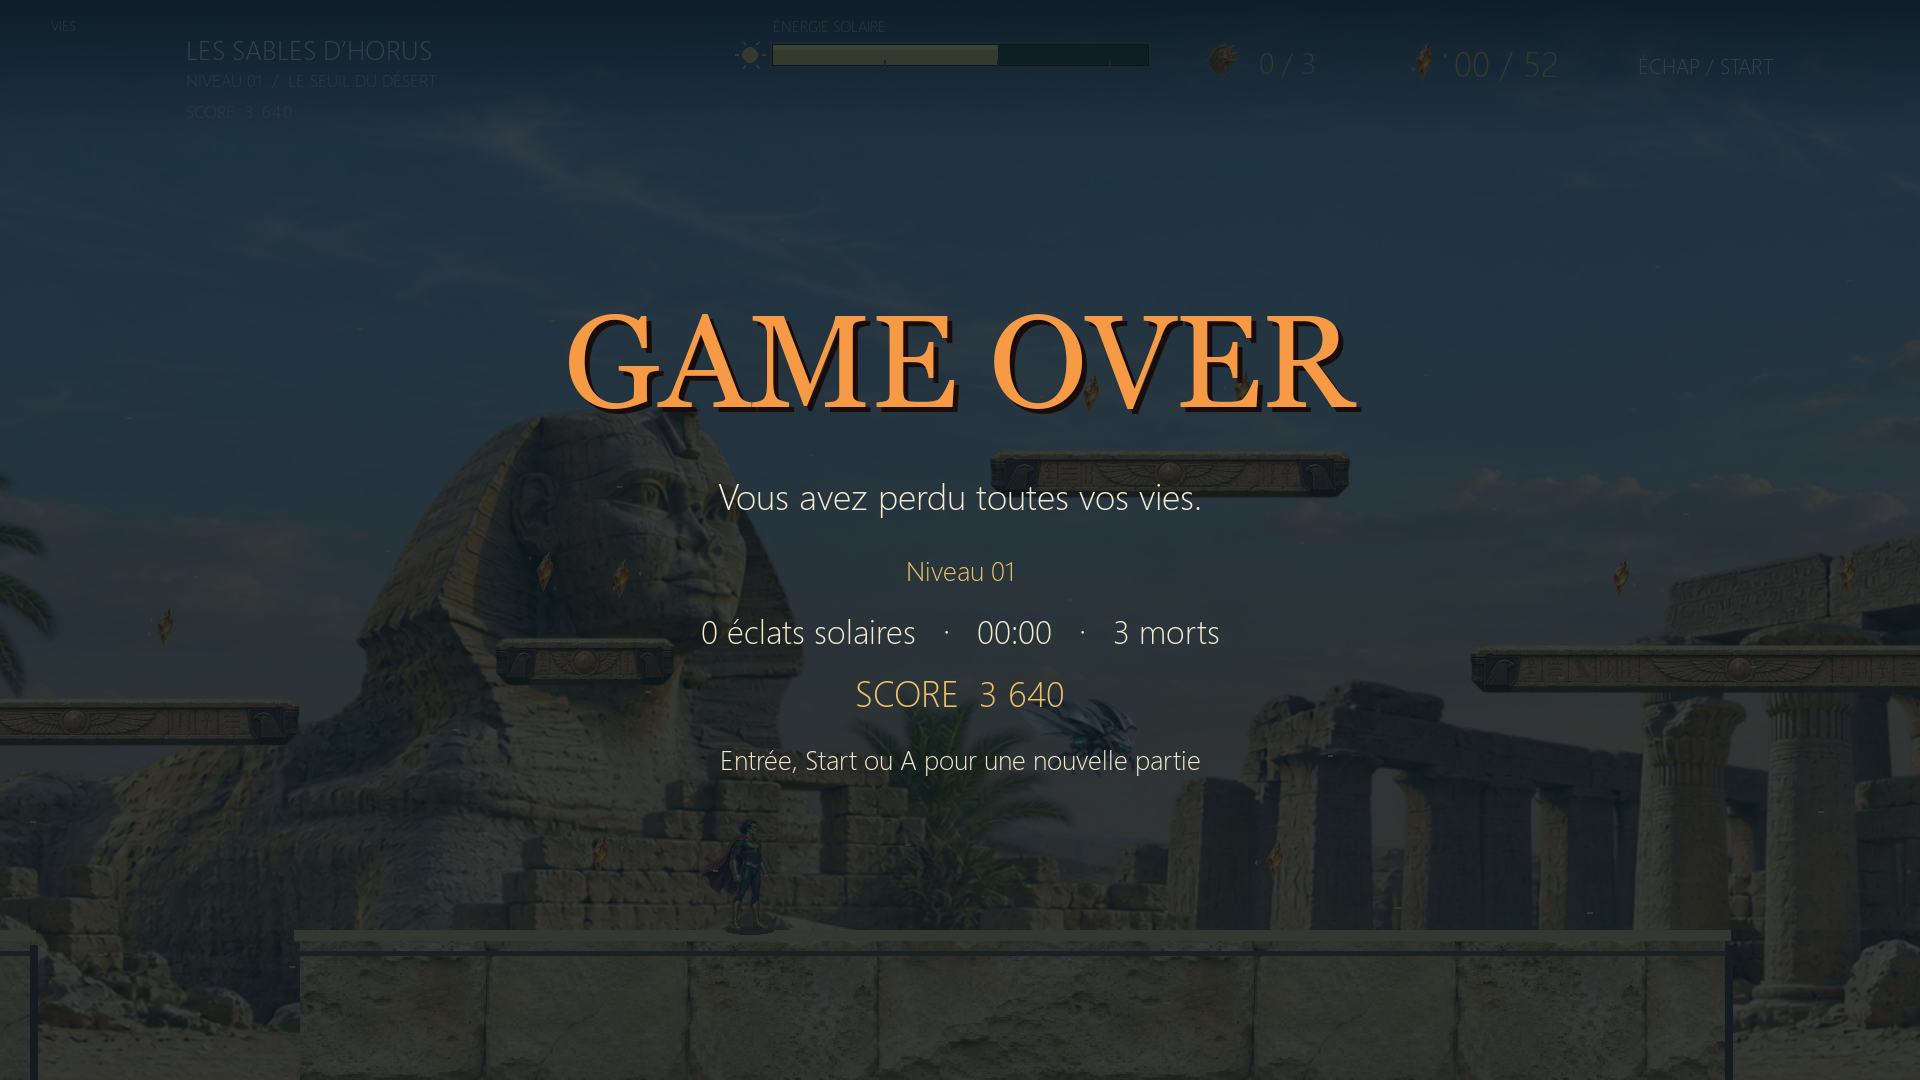 VIES
LES SABLES D’HORUS
NIVEAU 01 / LE SEUIL DU DÉSERT
SCORE 3 640
ÉNERGIE SOLAIRE
0 / 3
00 / 52
ÉCHAP / START
GAME OVER
Vous avez perdu toutes vos vies.
Niveau 01
0 éclats solaires · 00:00 · 3 morts
SCORE 3 640
Entrée, Start ou A pour une nouvelle partie